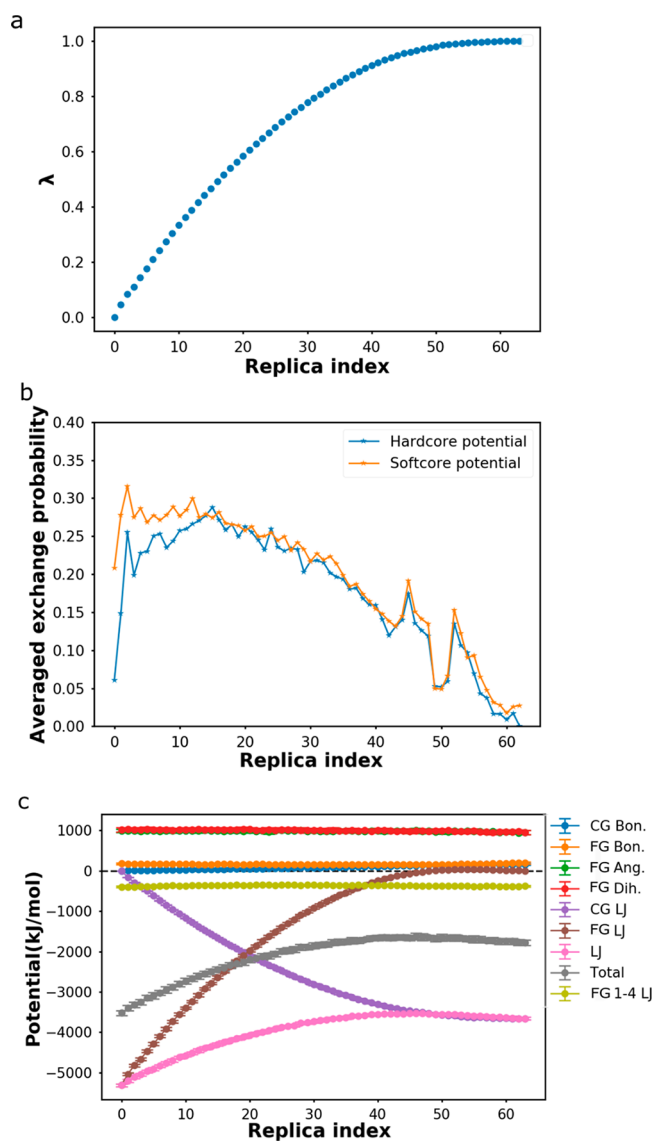 a
1.0
0.8
0.6
0.4
0.2
0.0
λ
0 10 20 30 40 50 60
Replica index
b
0.40
0.35
0.30
0.25
0.20
0.15
0.10
0.05
0.00
Averaged exchange probability
Hardcore potential
Softcore potential
0 10 20 30 40 50 60
Replica index
c
1000
0
−1000
−2000
−3000
−4000
−5000
Potential(kJ/mol)
CG Bon.
FG Bon.
FG Ang.
FG Dih.
CG LJ
FG LJ
LJ
Total
FG 1-4 LJ
0 10 20 30 40 50 60
Replica index